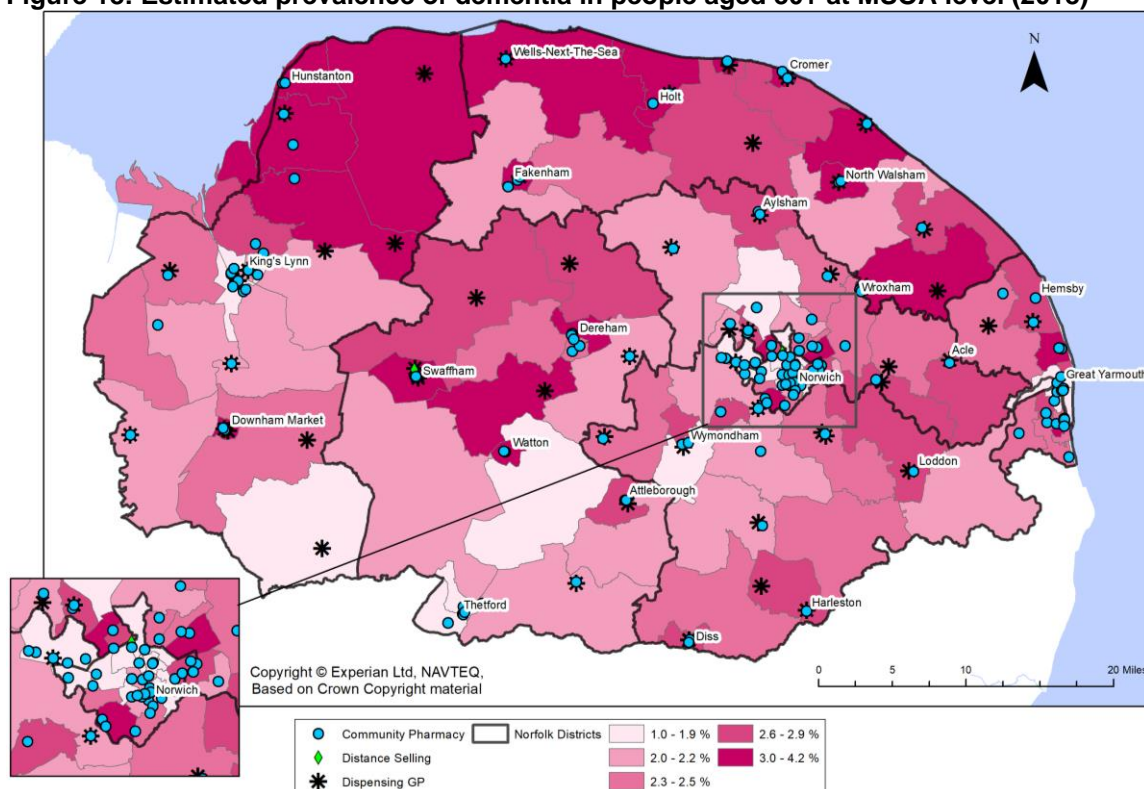 Estimated prevalence of dementia in people aged at MSOA level
N
Wells-Next-The-Sea
Cromer
Hunstanton
Holt
Fakenham
North Walsham
Aylsham
King's Lynn
Wroxham
Hemsby
Dereham
Acle
Swaffham
Norwich
Great Yarmouth
Downham Market
Wymondham
Watton
Loddon
Attleborough
Thetford
Harleston
Diss
Norwich
Copyright © Experian Ltd, NAVTEQ,
Based on Crown Copyright material
0 5 10 20 Miles
Community Pharmacy Norfolk Districts 1.0 - 1.9 % 2.6 - 2.9 %
Distance Selling 2.0 - 2.2 % 3.0 - 4.2 %
Dispensing GP 2.3 - 2.5 %